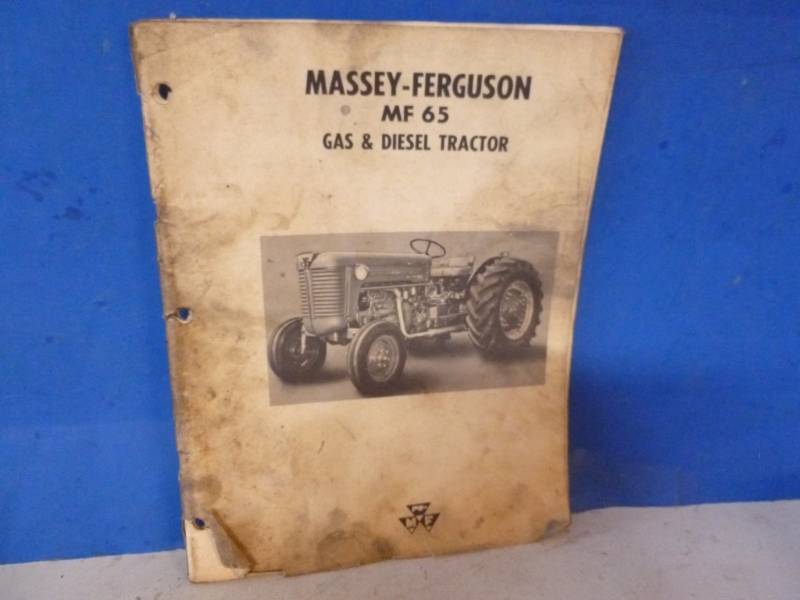 MASSEY-FERGUSON
MF 65
GAS & DIESEL TRACTOR
M F